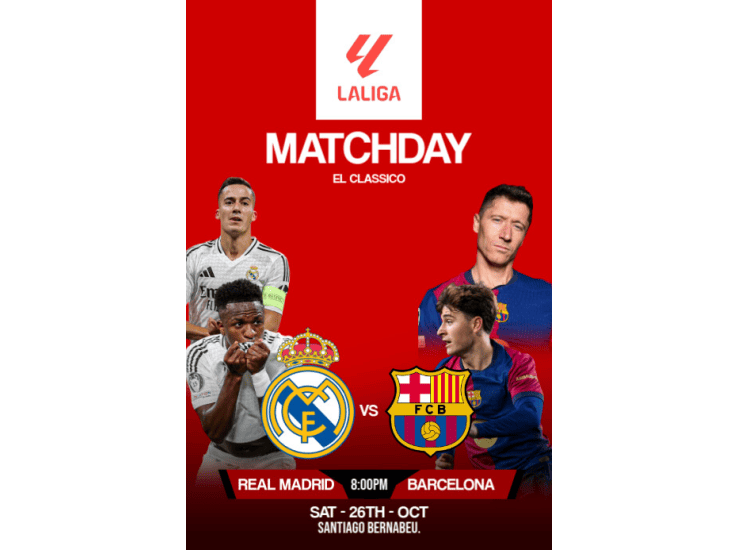 LALIGA
MATCHDAY
EL CLASSICO
VS
FCB
REAL MADRID 8:00PM BARCELONA
SAT - 26TH - OCT
SANTIAGO BERNABEU.